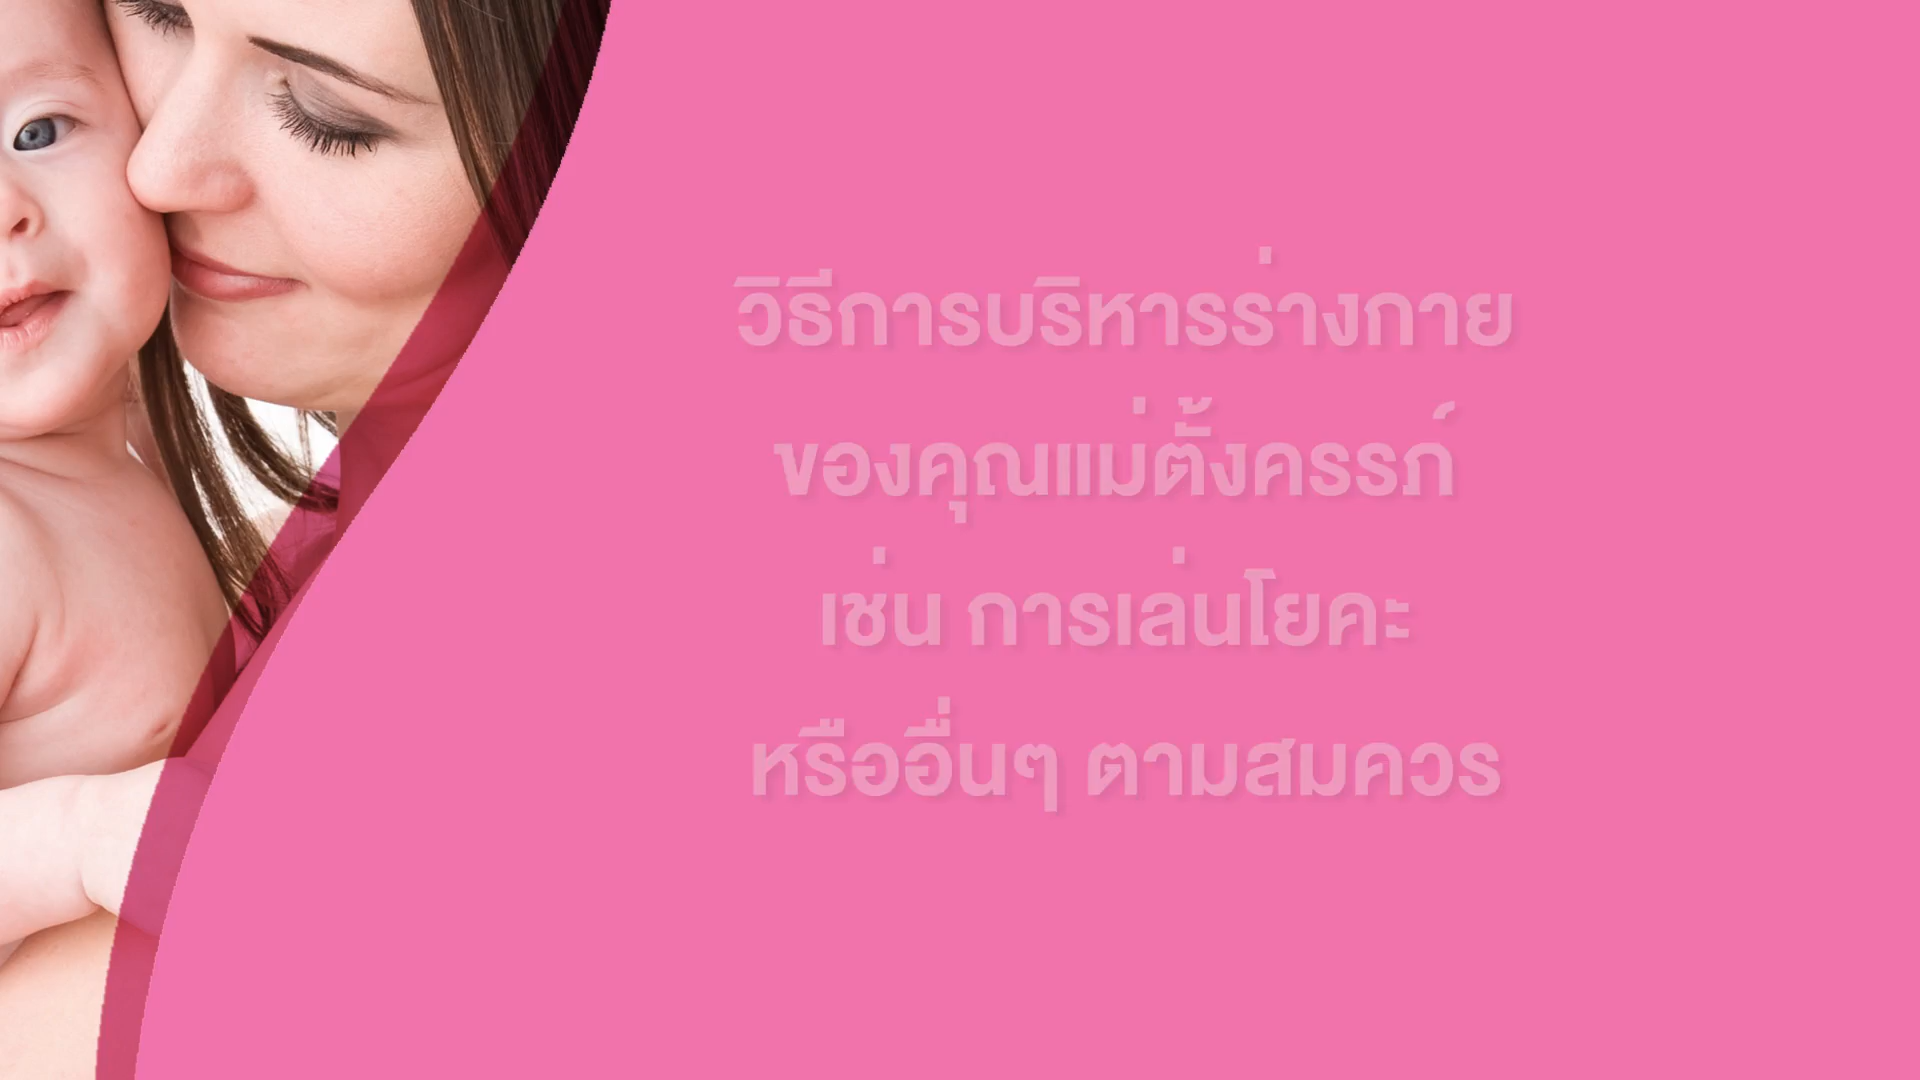 วิธีการบริหารร่างกาย
ของคุณแม่ตั้งครรภ์
เช่น การเล่นโยคะ
หรืออื่นๆ ตามสมควร